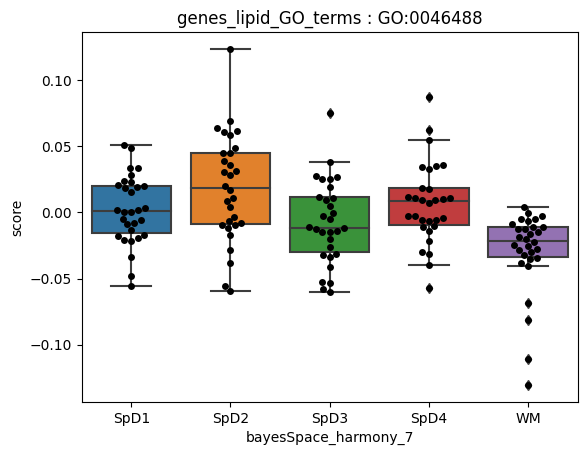 genes_lipid_GO_terms : GO:0046488
0.10
0.05
0.00
−0.05
−0.10
score
SpD1 SpD2 SpD3 SpD4 WM
bayesSpace_harmony_7